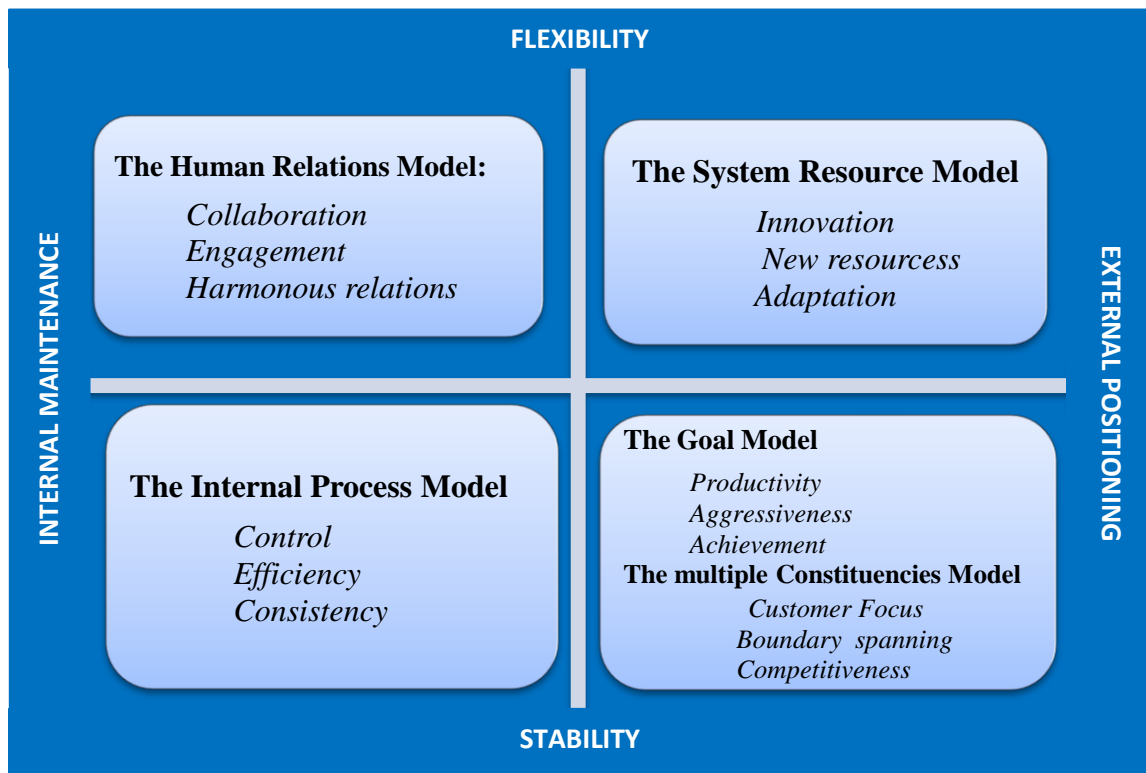 FLEXIBILITY
INTERNAL MAINTENANCE
The Human Relations Model:
Collaboration
Engagement
Harmonous relations
The System Resource Model
Innovation
New resourcess
Adaptation
EXTERNAL POSITIONING
The Internal Process Model
Control
Efficiency
Consistency
The Goal Model
Productivity
Aggressiveness
Achievement
The multiple Constituencies Model
Customer Focus
Boundary spanning
Competitiveness
STABILITY